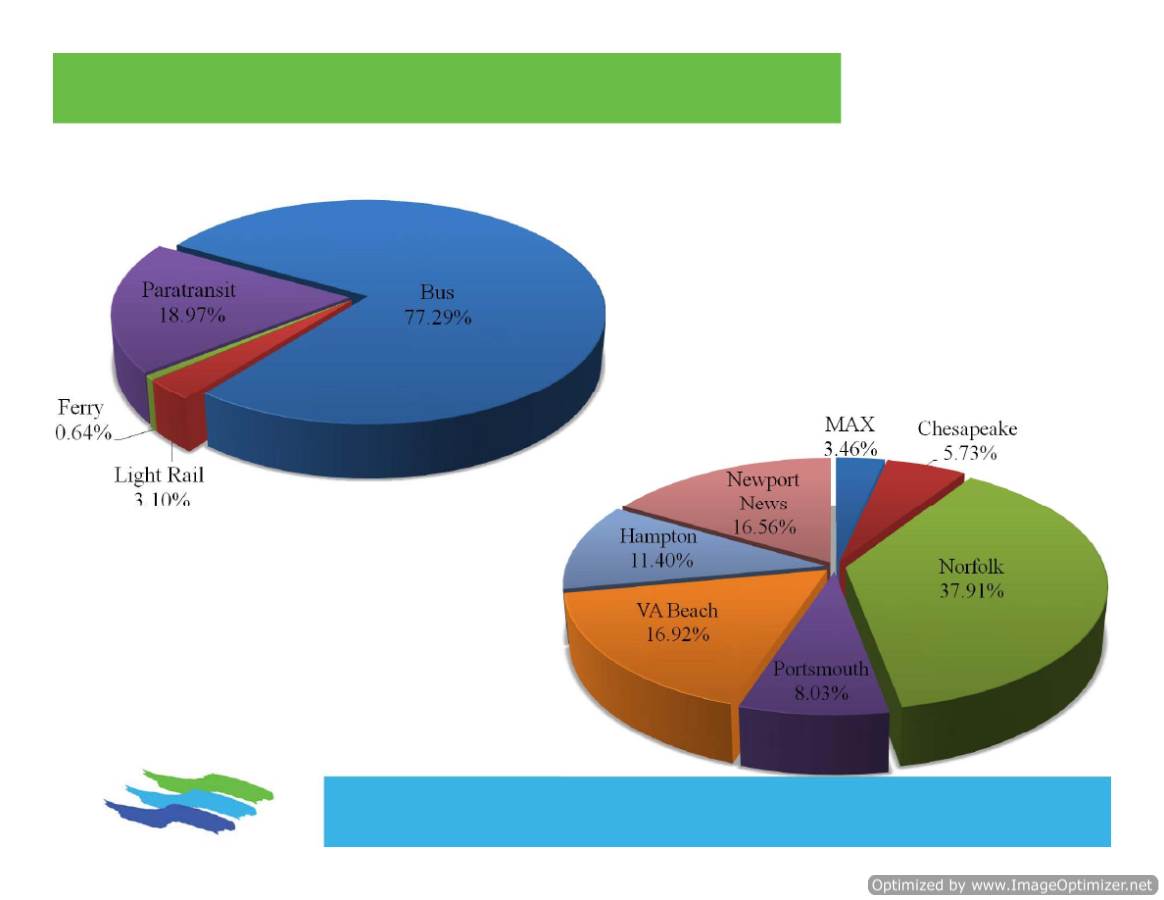 Paratransit
18.97%
Bus
77.29%
Ferry
0.64%
Light Rail
3.10%
MAX
3.46%
Chesapeake
5.73%
Newport
News
16.56%
Hampton
11.40%
Norfolk
37.91%
VA Beach
16.92%
Portsmouth
8.03%
Optimized by www.ImageOptimizer.net